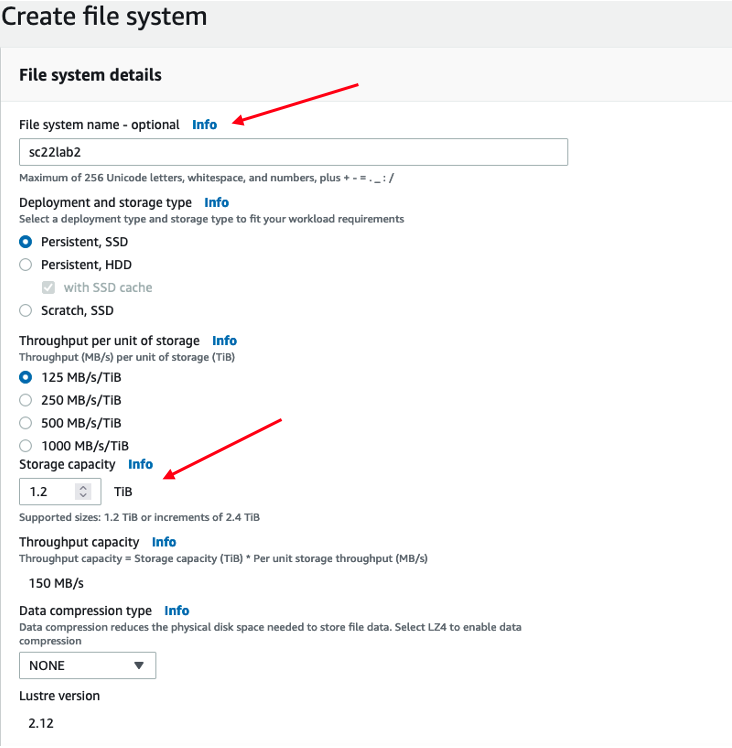 Create file system
File system details
File system name - optional Info
sc22lab2
Maximum of 256 Unicode letters, whitespace, and numbers, plus + - = . _ : /
Deployment and storage type Info
Select a deployment type and storage type to fit your workload requirements
Persistent, SSD
Persistent, HDD
with SSD cache
Scratch, SSD
Throughput per unit of storage Info
Throughput (MB/s) per unit of storage (TiB)
125 MB/s/TiB
250 MB/s/TiB
500 MB/s/TiB
1000 MB/s/TiB
Storage capacity Info
1.2 TiB
Supported sizes: 1.2 TiB or increments of 2.4 TiB
Throughput capacity Info
Throughput capacity = Storage capacity (TiB) * Per unit storage throughput (MB/s)
150 MB/s
Data compression type Info
Data compression reduces the physical disk space needed to store file data. Select LZ4 to enable data
compression
NONE
Lustre version
2.12